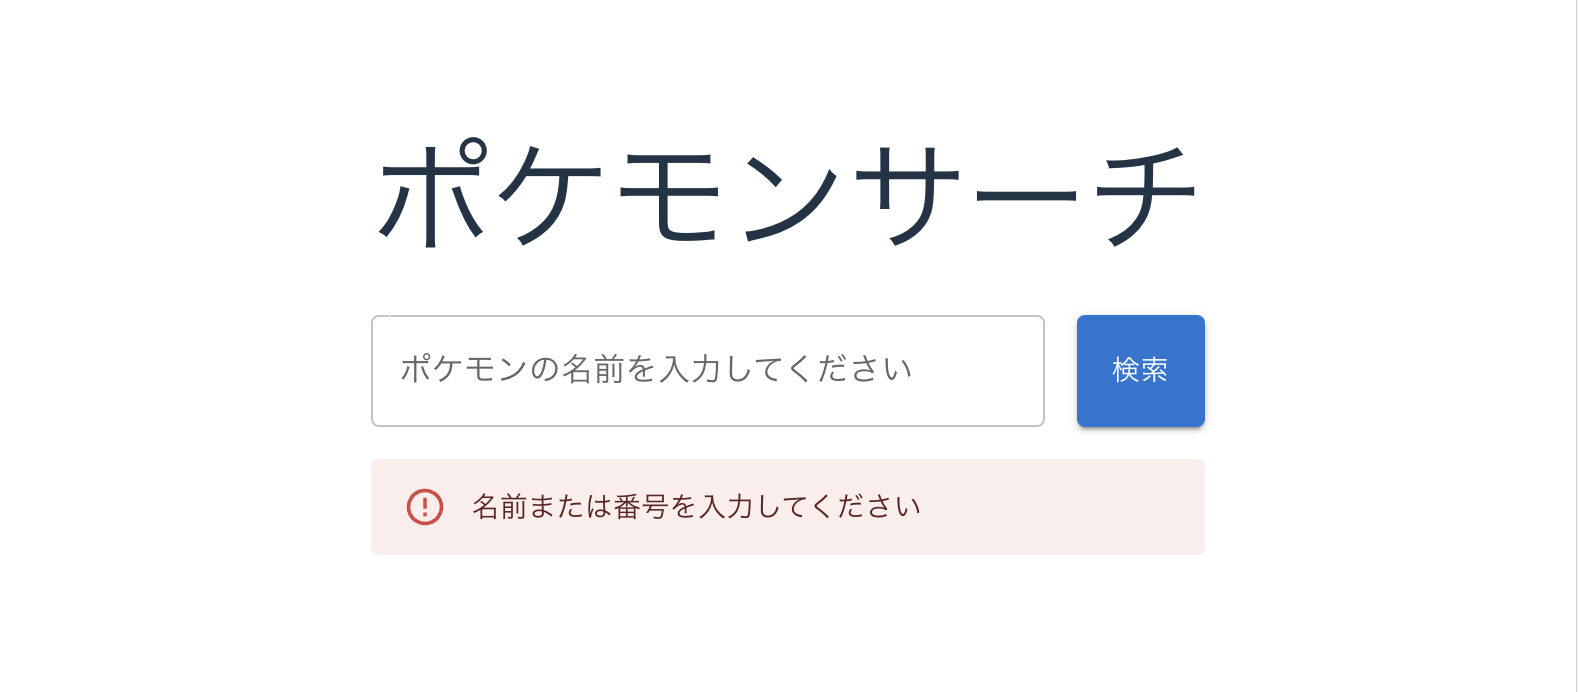 ポケモンサーチ
ポケモンの名前を入力してください
検索
名前または番号を入力してください